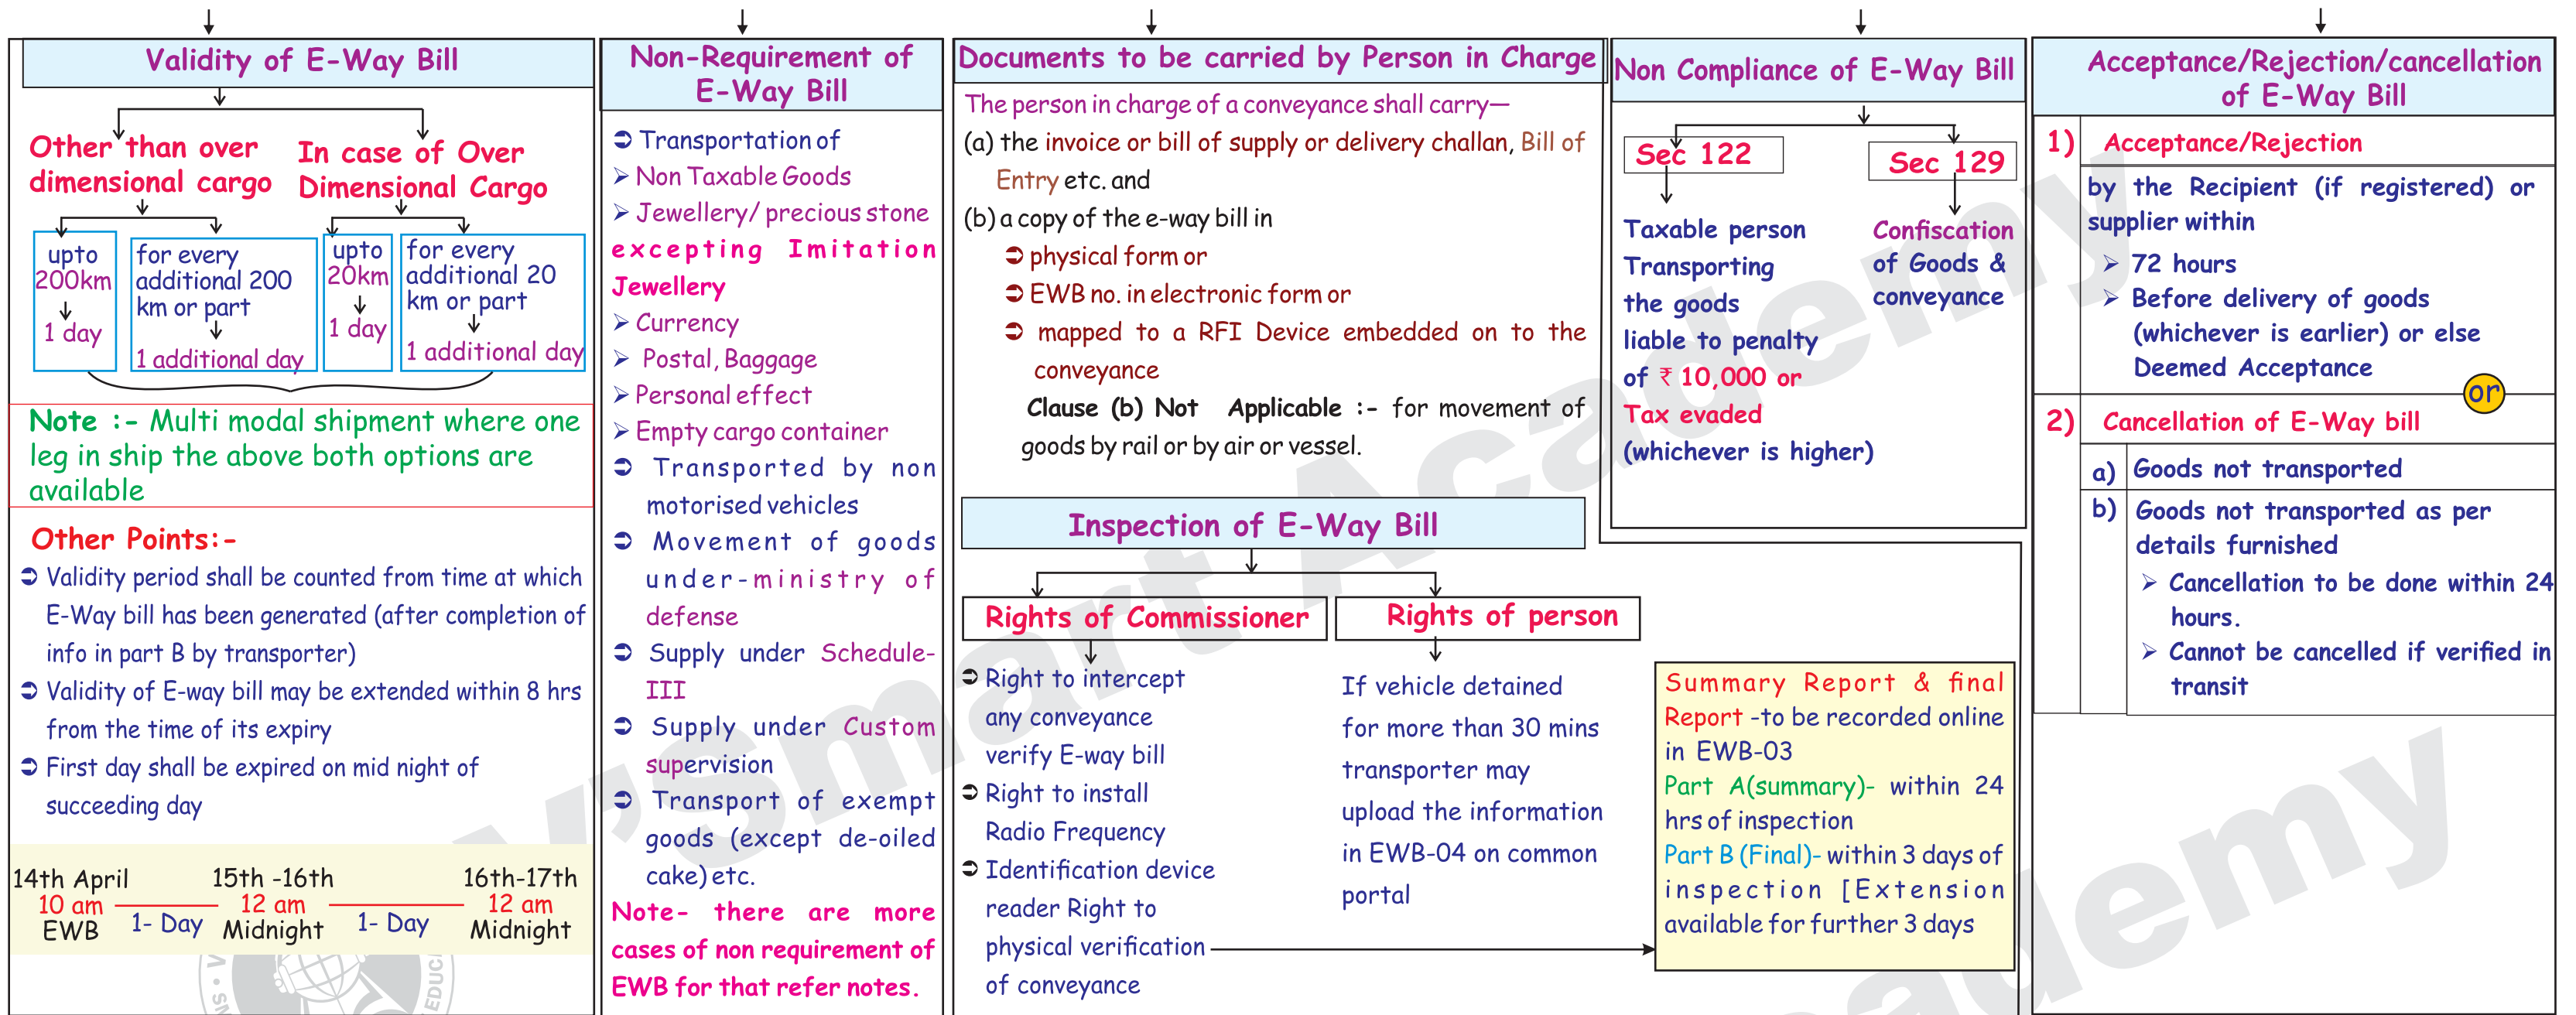 Validity of E-Way Bill
Other than over
dimensional cargo
In case of Over
Dimensional Cargo
upto
200km
1 day
for every
additional 200
km or part
1 additional day
upto
20km
1 day
for every
additional 20
km or part
1 additional day
Note :- Multi modal shipment where one
leg in ship the above both options are
available
Other Points:-
➲ Validity period shall be counted from time at which
E-Way bill has been generated (after completion of
info in part B by transporter)
➲ Validity of E-way bill may be extended within 8 hrs
from the time of its expiry
➲ First day shall be expired on mid night of
succeeding day
14th April
10 am
EWB
1- Day
15th -16th
12 am
Midnight
1- Day
16th-17th
12 am
Midnight
Non-Requirement of
E-Way Bill
➲ Transportation of
➢ Non Taxable Goods
➢ Jewellery/ precious stone
excepting Imitation
Jewellery
➢ Currency
➢ Postal, Baggage
➢ Personal effect
➢ Empty cargo container
➲ Transported by non
motorised vehicles
➲ Movement of goods
under-ministry of
defense
➲ Supply under Schedule-
III
➲ Supply under Custom
supervision
➲ Transport of exempt
goods (except de-oiled
cake) etc.
Note- there are more
cases of non requirement of
EWB for that refer notes.
Documents to be carried by Person in Charge
The person in charge of a conveyance shall carry—
(a) the invoice or bill of supply or delivery challan, Bill of
Entry etc. and
(b) a copy of the e-way bill in
➲ physical form or
➲ EWB no. in electronic form or
➲ mapped to a RFI Device embedded on to the
conveyance
Clause (b) Not Applicable :- for movement of
goods by rail or by air or vessel.
Inspection of E-Way Bill
Rights of Commissioner
➲ Right to intercept
any conveyance
verify E-way bill
➲ Right to install
Radio Frequency
➲ Identification device
reader Right to
physical verification
of conveyance
Rights of person
If vehicle detained
for more than 30 mins
transporter may
upload the information
in EWB-04 on common
portal
Summary Report & final
Report -to be recorded online
in EWB-03
Part A(summary)- within 24
hrs of inspection
Part B (Final)- within 3 days of
inspection [Extension
available for further 3 days
Non Compliance of E-Way Bill
Sec 122
Taxable person
Transporting
the goods
liable to penalty
of ₹ 10,000 or
Tax evaded
(whichever is higher)
Sec 129
Confiscation
of Goods &
conveyance
Acceptance/Rejection/cancellation
of E-Way Bill
1) Acceptance/Rejection
by the Recipient (if registered) or
supplier within
➢ 72 hours
➢ Before delivery of goods
(whichever is earlier) or else
Deemed Acceptance
or
2) Cancellation of E-Way bill
a) Goods not transported
b) Goods not transported as per
details furnished
➢ Cancellation to be done within 24
hours.
➢ Cannot be cancelled if verified in
transit
V'Smart Academy